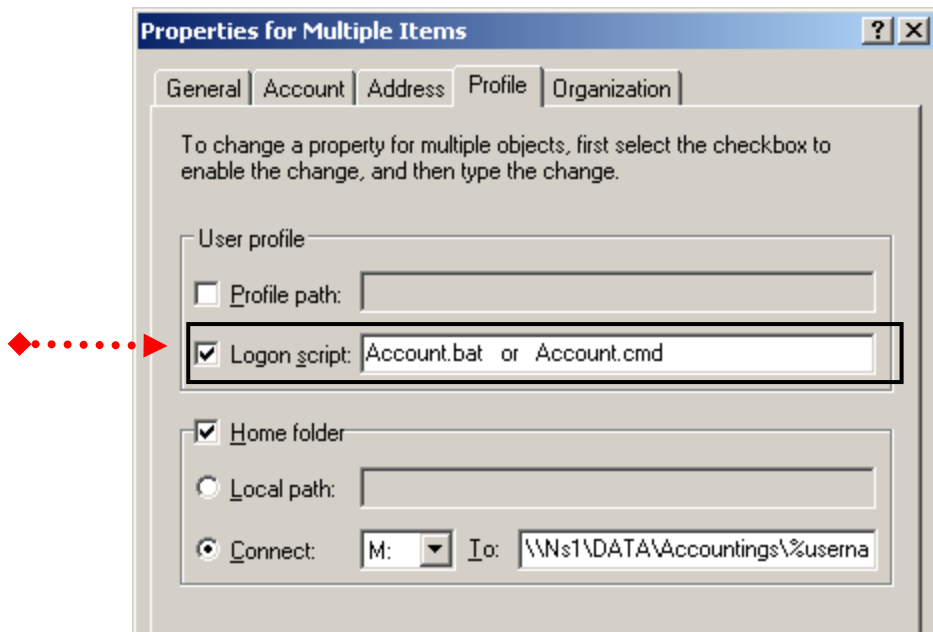 Properties for Multiple Items
General Account Address Profile Organization
To change a property for multiple objects, first select the checkbox to
enable the change, and then type the change.
User profile
Profile path:
Logon script: Account.bat or Account.cmd
Home folder
Local path:
Connect: M: To: \\Ns1\DATA\Accountings\%userna